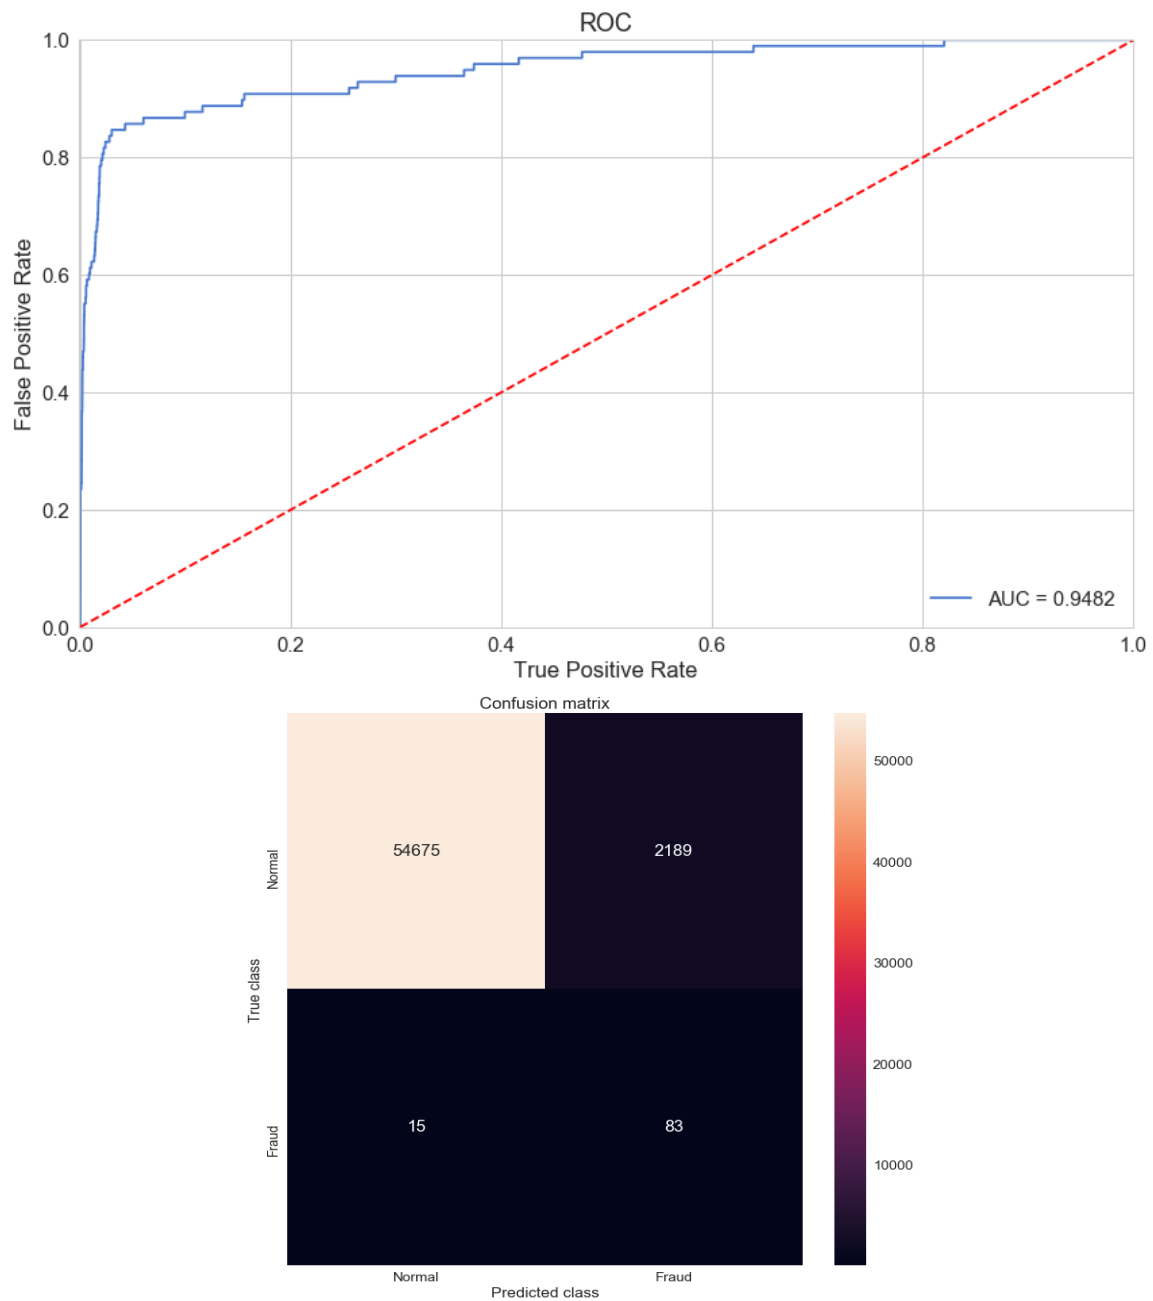 ROC
1.0
0.8
0.6
0.4
0.2
0.0
False Positive Rate
0.0 0.2 0.4 0.6 0.8 1.0
True Positive Rate
AUC = 0.9482
Confusion matrix
54675 2189
15 83
Normal
Fraud
True class
Normal Fraud
Predicted class
50000
40000
30000
20000
10000